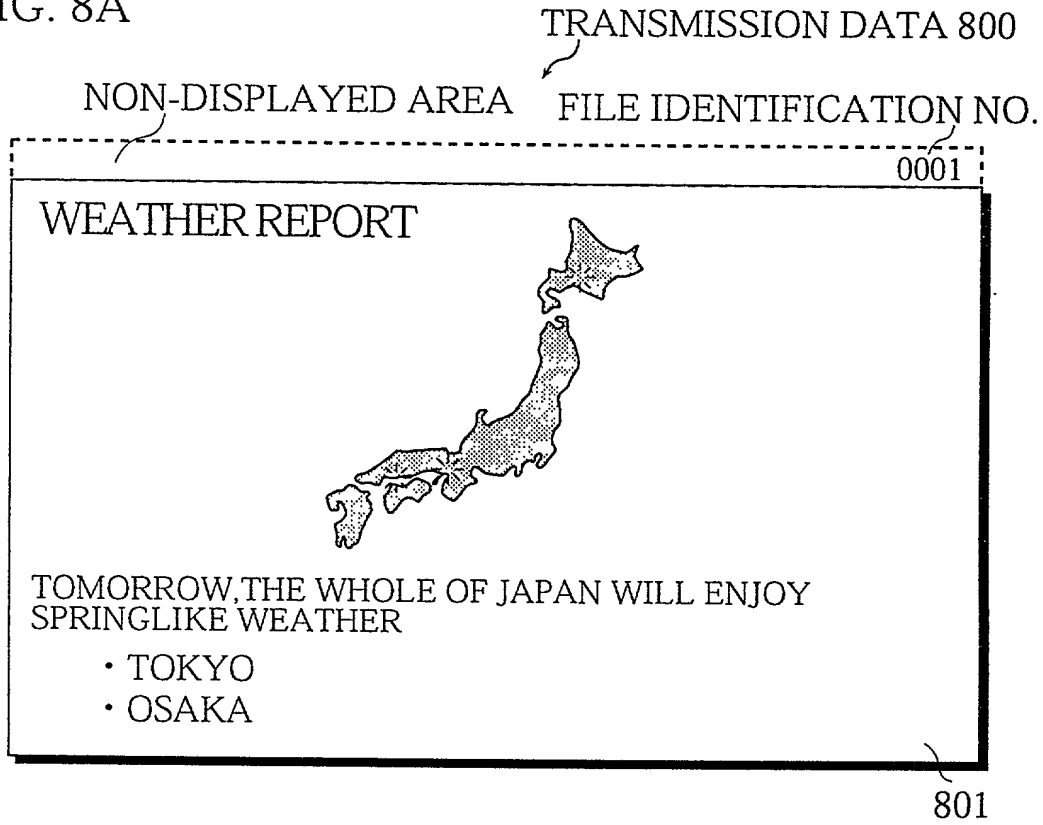 FIG. 8A
TRANSMISSION DATA 800
NON-DISPLAYED AREA
FILE IDENTIFICATION NO.
0001
WEATHER REPORT
TOMORROW,THE WHOLE OF JAPAN WILL ENJOY
SPRINGLIKE WEATHER
・TOKYO
・OSAKA
801